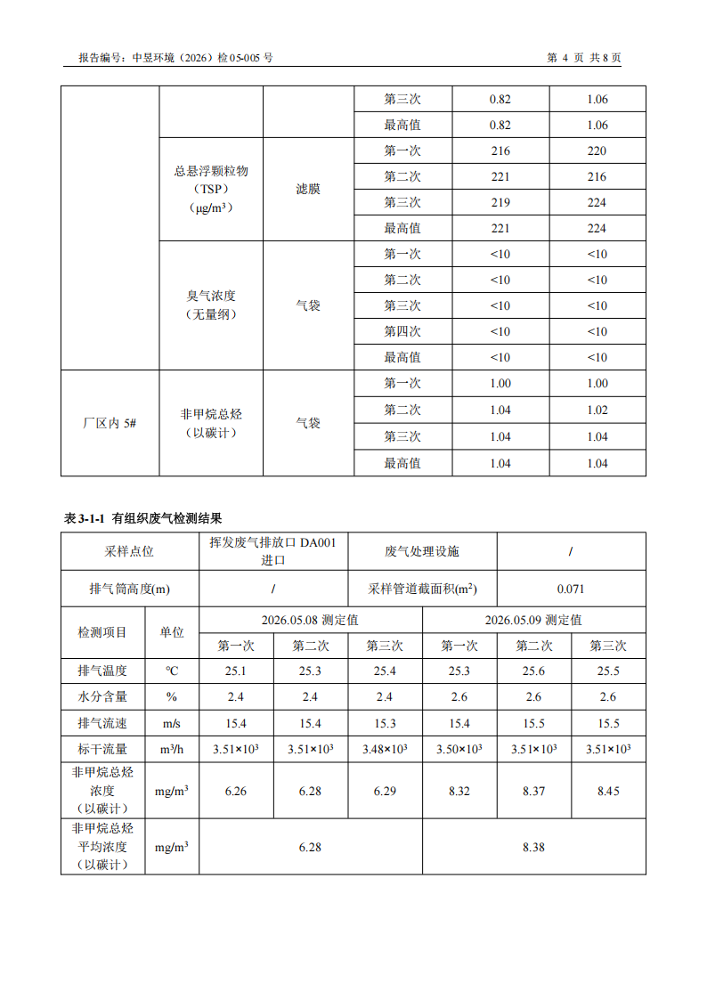 报告编号：中昱环境（2026）检 05-005 号 第 4 页 共 8 页
第三次 0.82 1.06
最高值 0.82 1.06
总悬浮颗粒物
（TSP）
（μg/m³）
滤膜
第一次 216 220
第二次 221 216
第三次 219 224
最高值 221 224
臭气浓度
（无量纲）
气袋
第一次 <10 <10
第二次 <10 <10
第三次 <10 <10
第四次 <10 <10
最高值 <10 <10
厂区内 5#
非甲烷总烃
（以碳计）
气袋
第一次 1.00 1.00
第二次 1.04 1.02
第三次 1.04 1.04
最高值 1.04 1.04
表 3-1-1 有组织废气检测结果
采样点位
挥发废气排放口 DA001
进口
废气处理设施 /
排气筒高度(m) / 采样管道截面积(m²) 0.071
检测项目 单位
2026.05.08 测定值 2026.05.09 测定值
第一次 第二次 第三次 第一次 第二次 第三次
排气温度 ℃ 25.1 25.3 25.4 25.3 25.6 25.5
水分含量 % 2.4 2.4 2.4 2.6 2.6 2.6
排气流速 m/s 15.4 15.4 15.3 15.4 15.5 15.5
标干流量 m³/h 3.51×10³ 3.51×10³ 3.48×10³ 3.50×10³ 3.51×10³ 3.51×10³
非甲烷总烃
浓度
（以碳计）
mg/m³ 6.26 6.28 6.29 8.32 8.37 8.45
非甲烷总烃
平均浓度
（以碳计）
mg/m³ 6.28 8.38